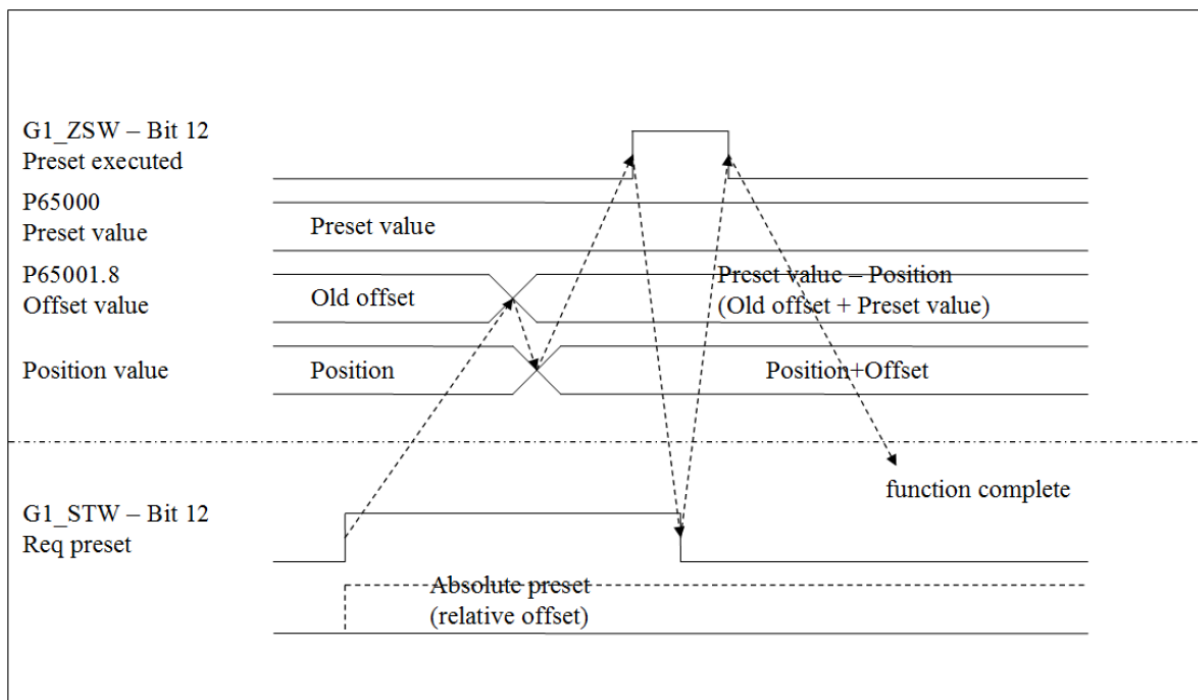 G1_ZSW – Bit 12
Preset executed
P65000
Preset value
Preset value
P65001.8
Offset value
Old offset
Preset value – Position
(Old offset + Preset value)
Position value
Position
Position+Offset
function complete
G1_STW – Bit 12
Req preset
Absolute preset
(relative offset)